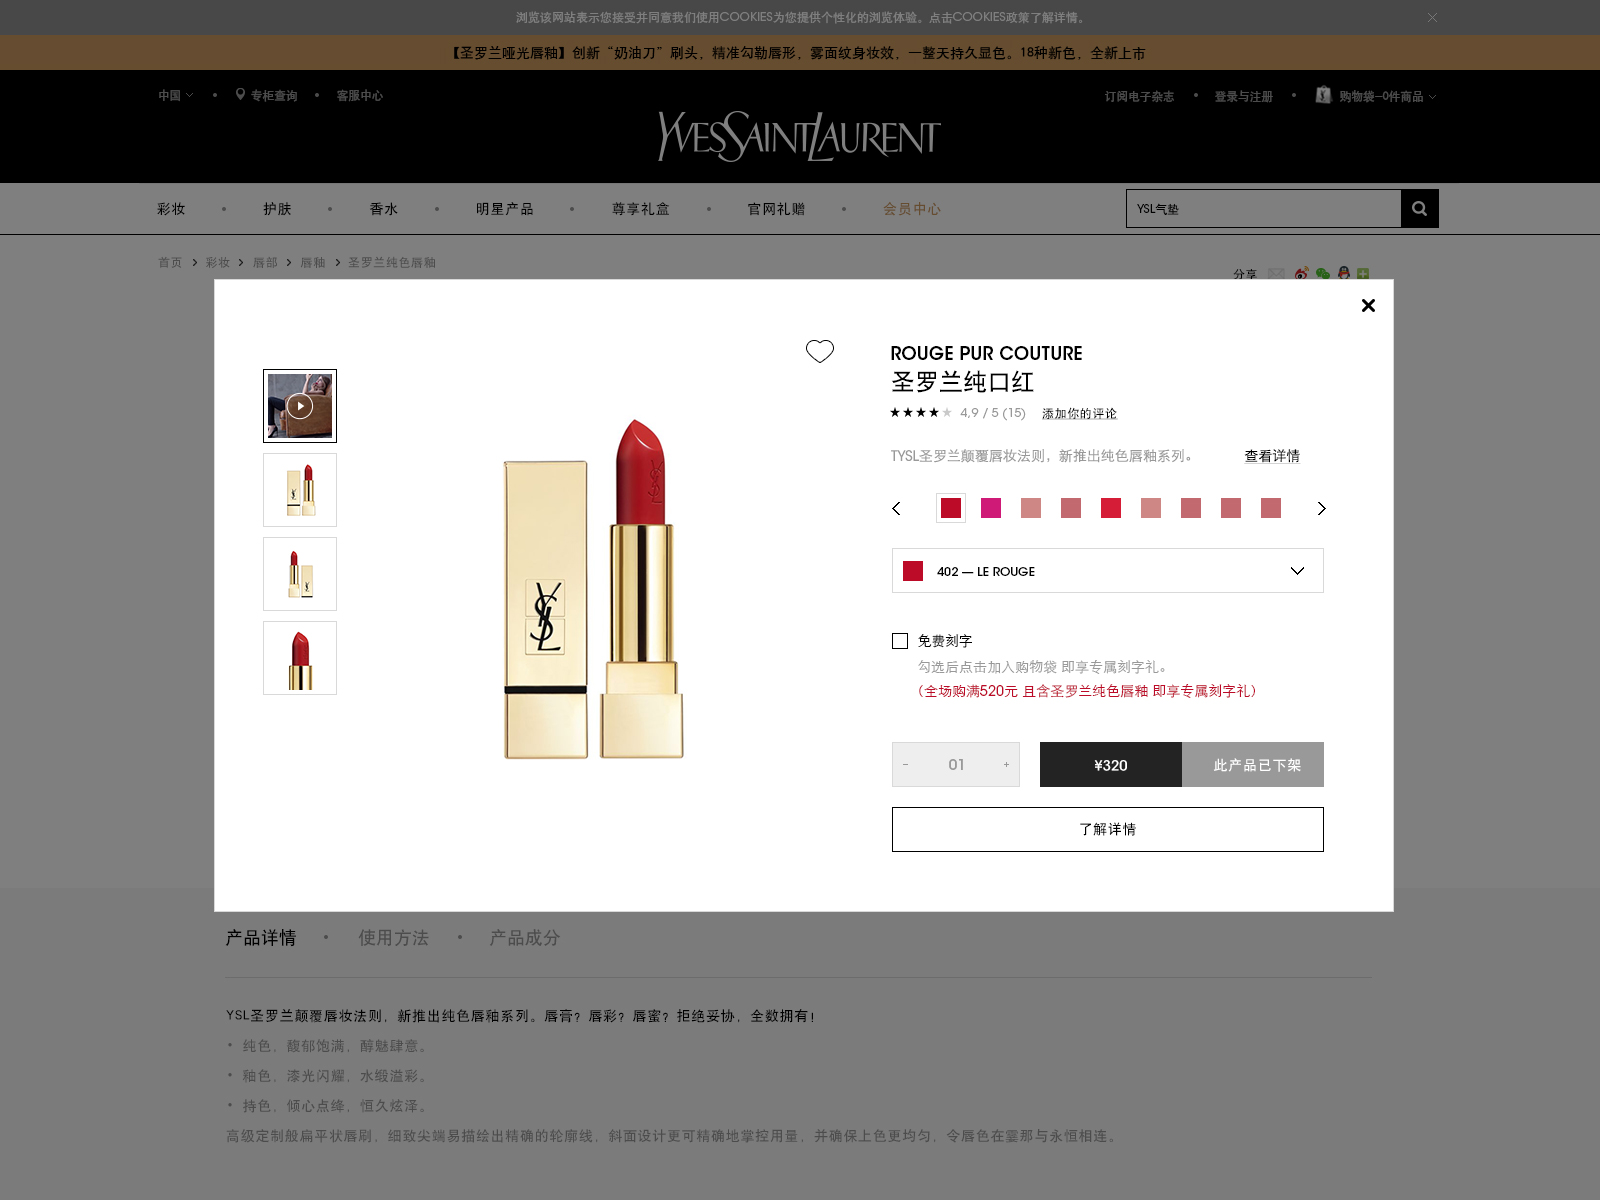 浏览该网站表示您接受并同意我们使用COOKIES为您提供个性化的浏览体验。点击COOKIES政策了解详情。
【圣罗兰哑光唇釉】创新“奶油刀”刷头，精准勾勒唇形，雾面纹身妆效，一整天持久显色。18种新色，全新上市
中国 • 专柜查询 • 客服中心
订阅电子杂志 • 登录与注册 • 购物袋—0件商品
YVESSAINTLAURENT
彩妆 • 护肤 • 香水 • 明星产品 • 尊享礼盒 • 官网礼赠 • 会员中心
YSL气垫
首页 > 彩妆 > 唇部 > 唇釉 > 圣罗兰纯色唇釉
分享
ROUGE PUR COUTURE
圣罗兰纯口红
★★★★★ 4,9 / 5 (15) 添加你的评论
TYSL圣罗兰颠覆唇妆法则，新推出纯色唇釉系列。 查看详情
402 — LE ROUGE
免费刻字
勾选后点击加入购物袋 即享专属刻字礼。
（全场购满520元 且含圣罗兰纯色唇釉 即享专属刻字礼）
- 01 +
¥320
此产品已下架
了解详情
YSL
产品详情 • 使用方法 • 产品成分
YSL圣罗兰颠覆唇妆法则，新推出纯色唇釉系列。唇膏？唇彩？唇蜜？拒绝妥协，全数拥有！
• 纯色，馥郁饱满，醇魅肆意。
• 釉色，漆光闪耀，水缎溢彩。
• 持色，倾心点绛，恒久炫泽。
高级定制般扁平状唇刷，细致尖端易描绘出精确的轮廓线，斜面设计更可精确地掌控用量，并确保上色更均匀，令唇色在霎那与永恒相连。